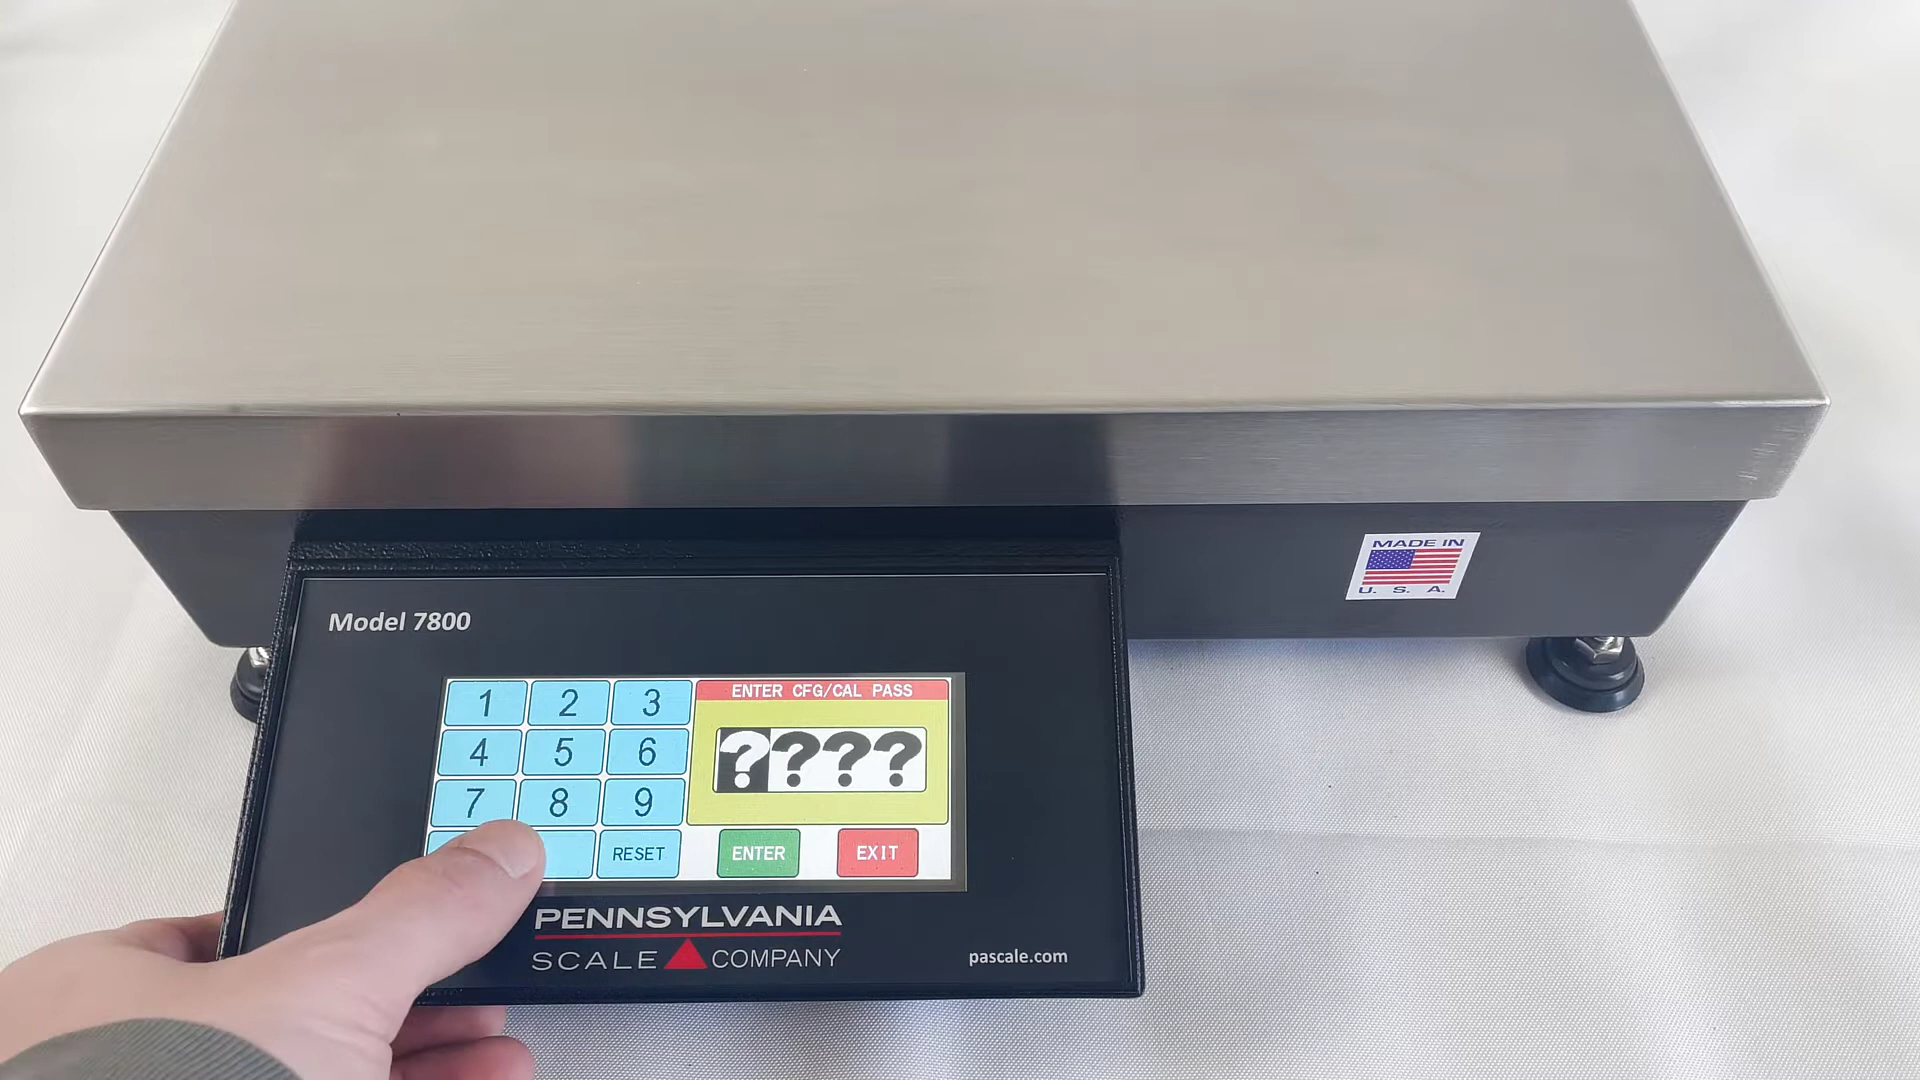 MADE IN
U. S. A.
Model 7800
1 2 3
ENTER CFG/CAL PASS
4 5 6
????
7 8 9
RESET
ENTER
EXIT
PENNSYLVANIA
SCALE COMPANY
pascale.com